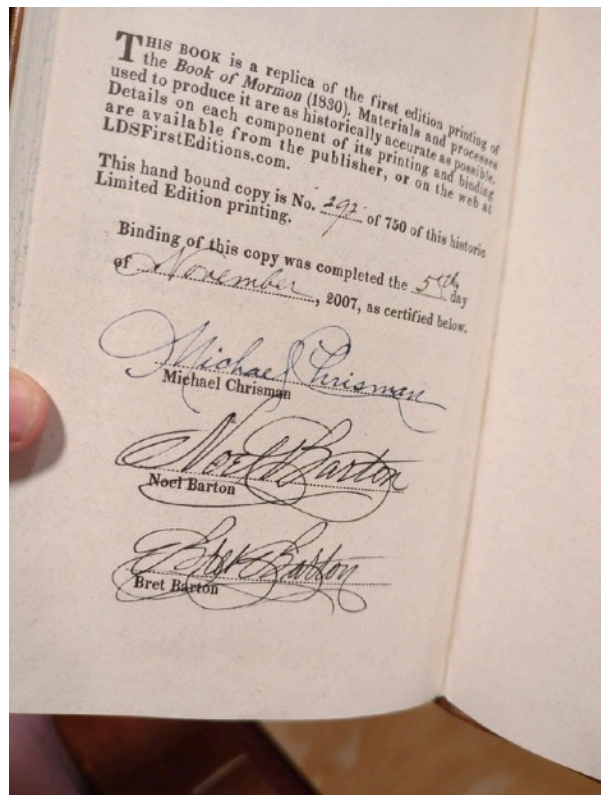 THIS BOOK is a replica of the first edition printing of
the Book of Mormon (1830). Materials and processes
used to produce it are as historically accurate as possible.
Details on each component of its printing and binding
are available from the publisher, or on the web at
LDSFirstEditions.com.
This hand bound copy is No. 292 of 750 of this historic
Limited Edition printing.
Binding of this copy was completed the 5th day
of November, 2007, as certified below.
Michael Chrisman
Michael Chrisman
Noel Barton
Noel Barton
Bret Barton
Bret Barton